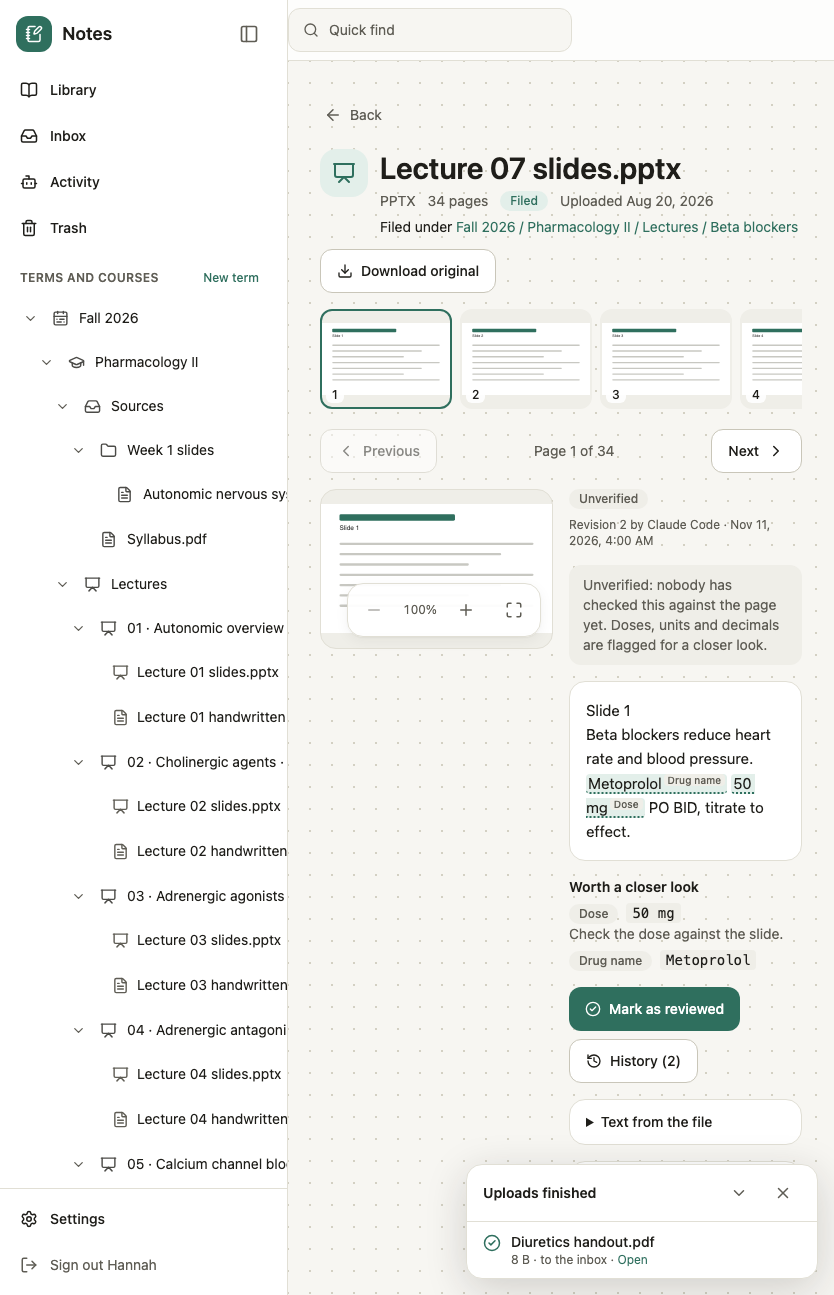 Notes
Quick find
Library
Inbox
Activity
Trash
TERMS AND COURSES
New term
Fall 2026
Pharmacology II
Sources
Week 1 slides
Autonomic nervous sy
Syllabus.pdf
Lectures
01 · Autonomic overview
Lecture 01 slides.pptx
Lecture 01 handwritten
02 · Cholinergic agents ·
Lecture 02 slides.pptx
Lecture 02 handwritten
03 · Adrenergic agonists
Lecture 03 slides.pptx
Lecture 03 handwritten
04 · Adrenergic antagoni
Lecture 04 slides.pptx
Lecture 04 handwritten
05 · Calcium channel blo
Settings
Sign out Hannah
Back
Lecture 07 slides.pptx
PPTX 34 pages Filed Uploaded Aug 20, 2026
Filed under Fall 2026 / Pharmacology II / Lectures / Beta blockers
Download original
Slide 1
1
Slide 2
2
Slide 3
3
Slide 4
4
Previous
Page 1 of 34
Next
Slide 1
100%
Unverified
Revision 2 by Claude Code · Nov 11,
2026, 4:00 AM
Unverified: nobody has
checked this against the page
yet. Doses, units and decimals
are flagged for a closer look.
Slide 1
Beta blockers reduce heart
rate and blood pressure.
Metoprolol Drug name 50
mg Dose PO BID, titrate to
effect.
Worth a closer look
Dose 50 mg
Check the dose against the slide.
Drug name Metoprolol
Mark as reviewed
History (2)
Text from the file
Uploads finished
Diuretics handout.pdf
8 B · to the inbox · Open